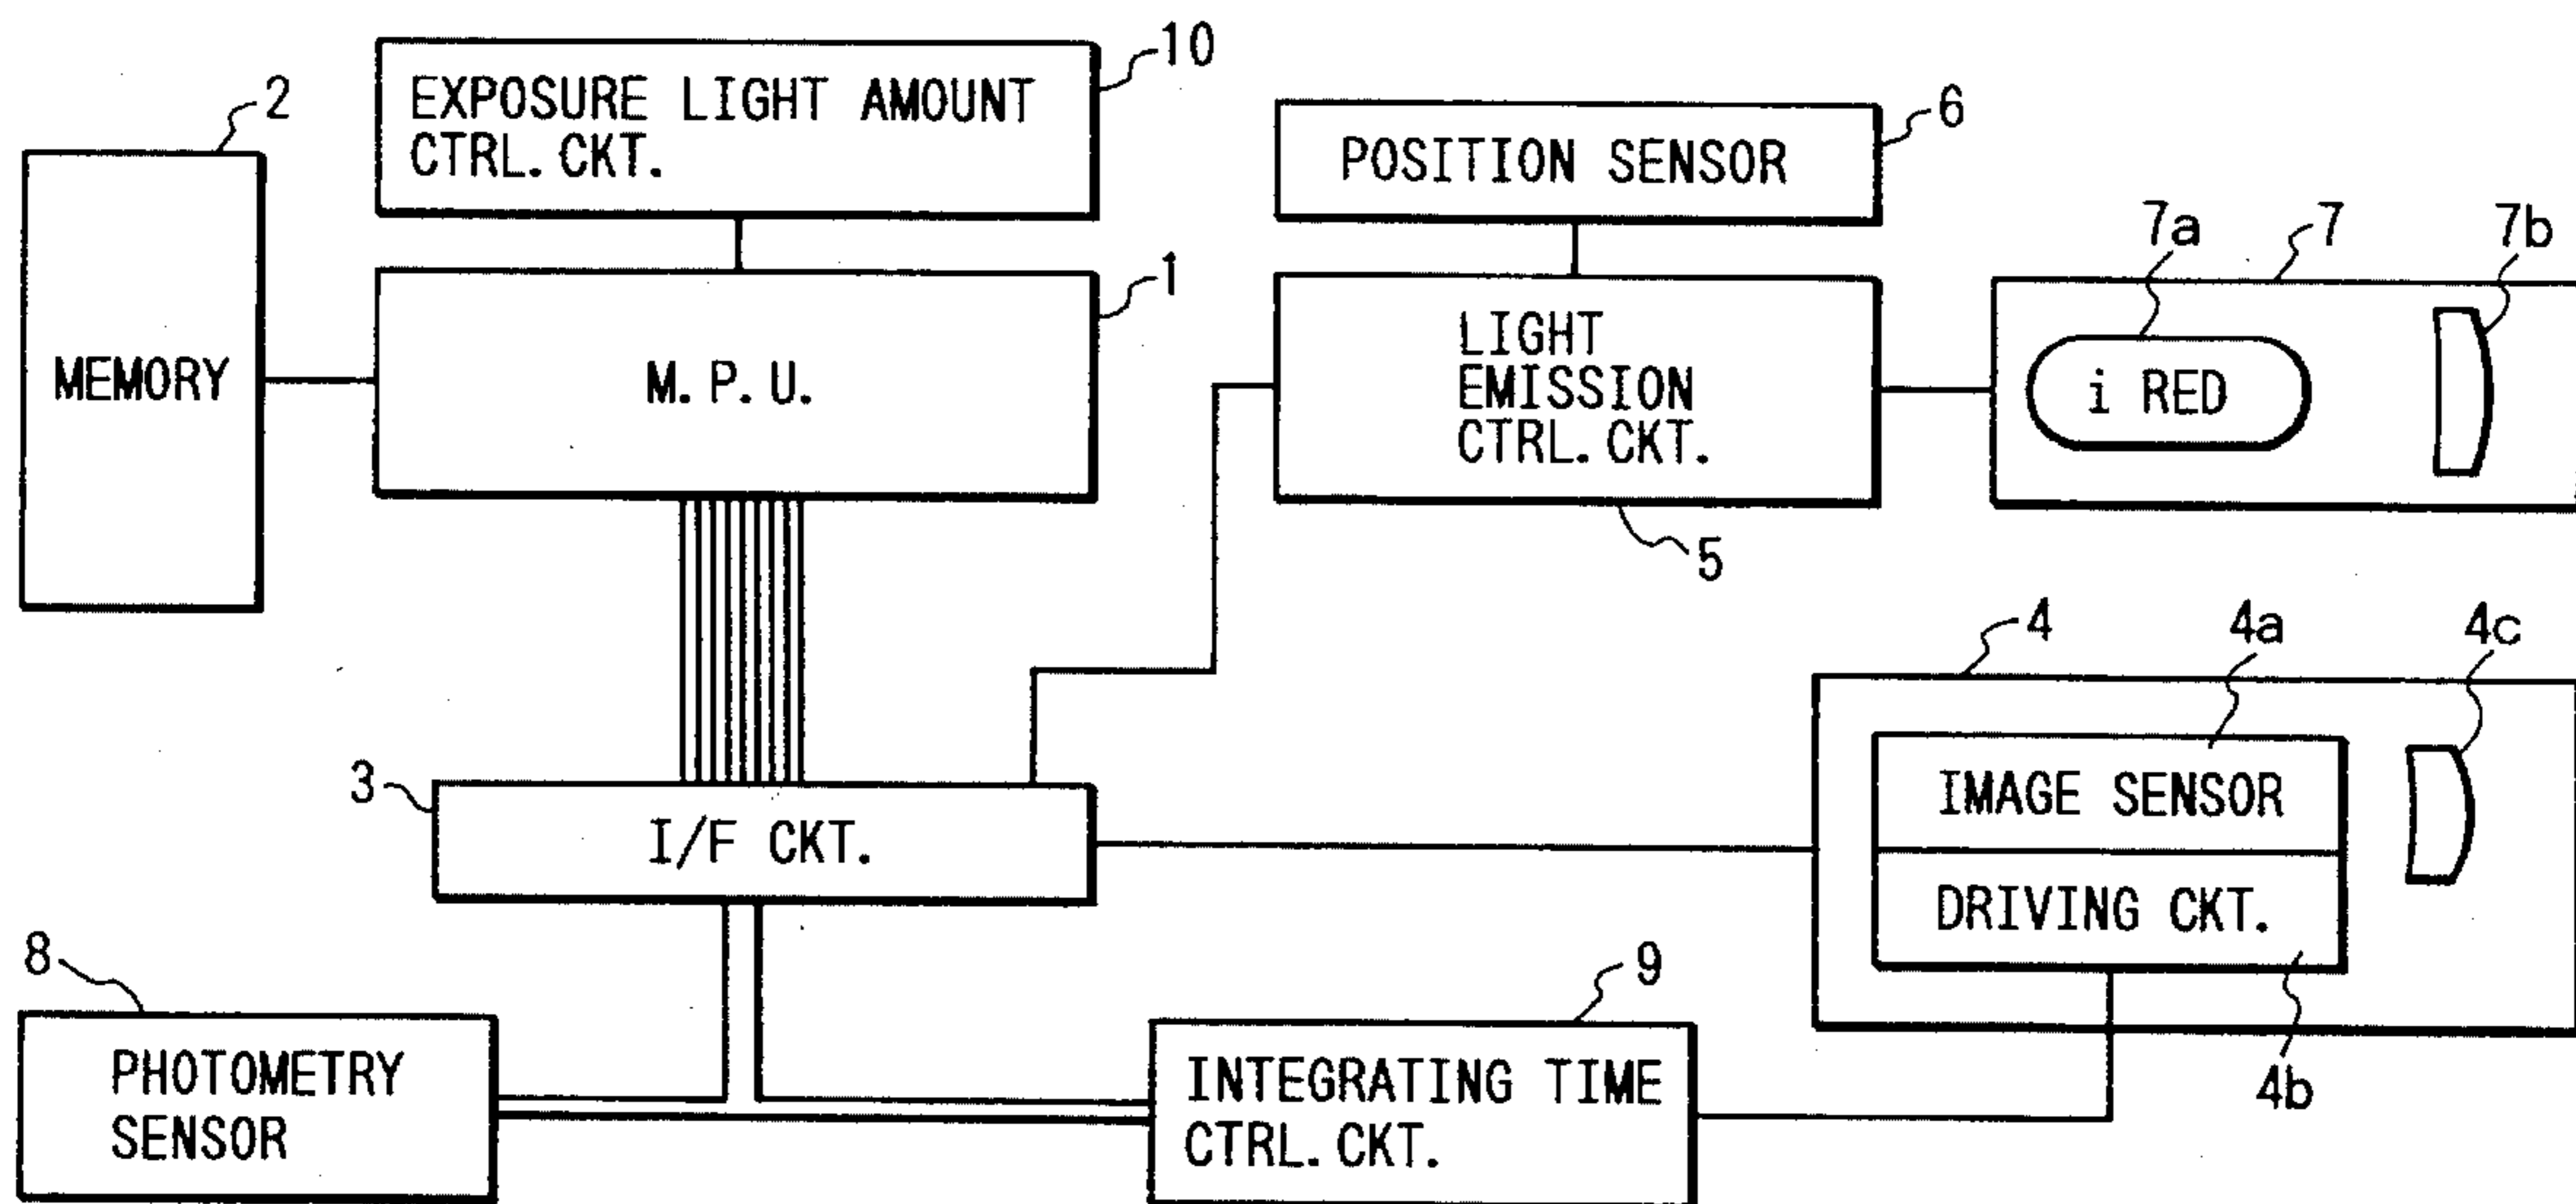 10
EXPOSURE LIGHT AMOUNT
CTRL. CKT.
2
6
POSITION SENSOR
7a
7
7b
1
MEMORY
M. P. U.
LIGHT
EMISSION
CTRL. CKT.
i RED
5
4
4a
4c
3
I/F CKT.
IMAGE SENSOR
DRIVING CKT.
8
9
4b
PHOTOMETRY
SENSOR
INTEGRATING TIME
CTRL. CKT.